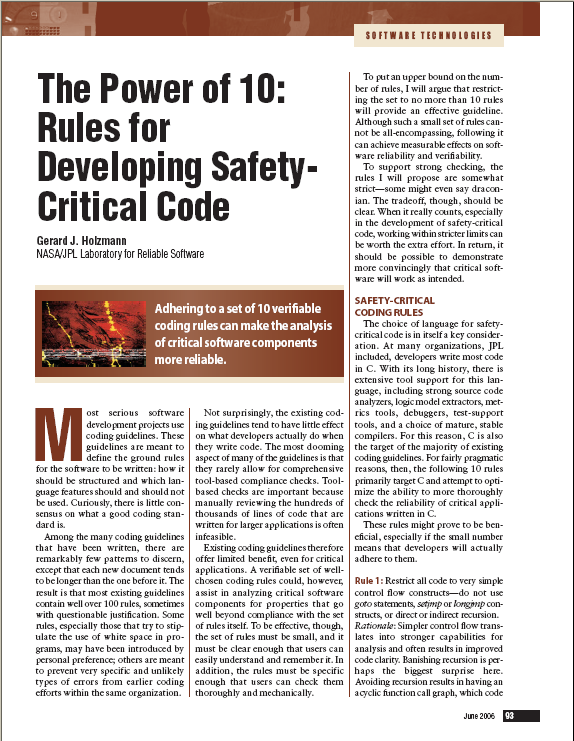 SOFTWARE TECHNOLOGIES
The Power of 10:
Rules for
Developing Safety-
Critical Code
Gerard J. Holzmann
NASA/JPL Laboratory for Reliable Software
Adhering to a set of 10 verifiable
coding rules can make the analysis
of critical software components
more reliable.
Most serious software
development projects use
coding guidelines. These
guidelines are meant to
define the ground rules
for the software to be written: how it
should be structured and which lan-
guage features should and should not
be used. Curiously, there is little con-
sensus on what a good coding stan-
dard is.
Among the many coding guidelines
that have been written, there are
remarkably few patterns to discern,
except that each new document tends
to be longer than the one before it. The
result is that most existing guidelines
contain well over 100 rules, sometimes
with questionable justification. Some
rules, especially those that try to stip-
ulate the use of white space in pro-
grams, may have been introduced by
personal preference; others are meant
to prevent very specific and unlikely
types of errors from earlier coding
efforts within the same organization.
Not surprisingly, the existing cod-
ing guidelines tend to have little effect
on what developers actually do when
they write code. The most dooming
aspect of many of the guidelines is that
they rarely allow for comprehensive
tool-based compliance checks. Tool-
based checks are important because
manually reviewing the hundreds of
thousands of lines of code that are
written for larger applications is often
infeasible.
Existing coding guidelines therefore
offer limited benefit, even for critical
applications. A verifiable set of well-
chosen coding rules could, however,
assist in analyzing critical software
components for properties that go
well beyond compliance with the set
of rules itself. To be effective, though,
the set of rules must be small, and it
must be clear enough that users can
easily understand and remember it. In
addition, the rules must be specific
enough that users can check them
thoroughly and mechanically.
To put an upper bound on the num-
ber of rules, I will argue that restrict-
ing the set to no more than 10 rules
will provide an effective guideline.
Although such a small set of rules can-
not be all-encompassing, following it
can achieve measurable effects on soft-
ware reliability and verifiability.
To support strong checking, the
rules I will propose are somewhat
strict—some might even say dracon-
ian. The tradeoff, though, should be
clear. When it really counts, especially
in the development of safety-critical
code, working within stricter limits can
be worth the extra effort. In return, it
should be possible to demonstrate
more convincingly that critical soft-
ware will work as intended.
SAFETY-CRITICAL
CODING RULES
The choice of language for safety-
critical code is in itself a key consider-
ation. At many organizations, JPL
included, developers write most code
in C. With its long history, there is
extensive tool support for this lan-
guage, including strong source code
analyzers, logic model extractors, met-
rics tools, debuggers, test-support
tools, and a choice of mature, stable
compilers. For this reason, C is also
the target of the majority of existing
coding guidelines. For fairly pragmatic
reasons, then, the following 10 rules
primarily target C and attempt to opti-
mize the ability to more thoroughly
check the reliability of critical appli-
cations written in C.
These rules might prove to be ben-
eficial, especially if the small number
means that developers will actually
adhere to them.
Rule 1: Restrict all code to very simple
control flow constructs—do not use
goto statements, setjmp or longjmp con-
structs, or direct or indirect recursion.
Rationale: Simpler control flow trans-
lates into stronger capabilities for
analysis and often results in improved
code clarity. Banishing recursion is per-
haps the biggest surprise here.
Avoiding recursion results in having an
acyclic function call graph, which code
June 2006 93